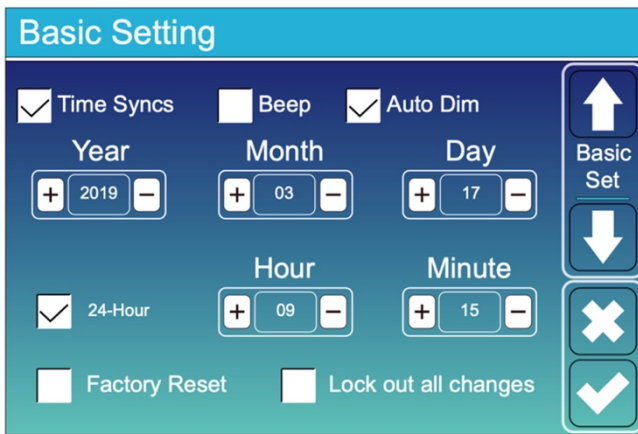 Basic Setting
Time Syncs Beep Auto Dim
Year Month Day
+ 2019 − + 03 − + 17 −
Basic
Set
Hour Minute
24-Hour + 09 − + 15 −
Factory Reset Lock out all changes